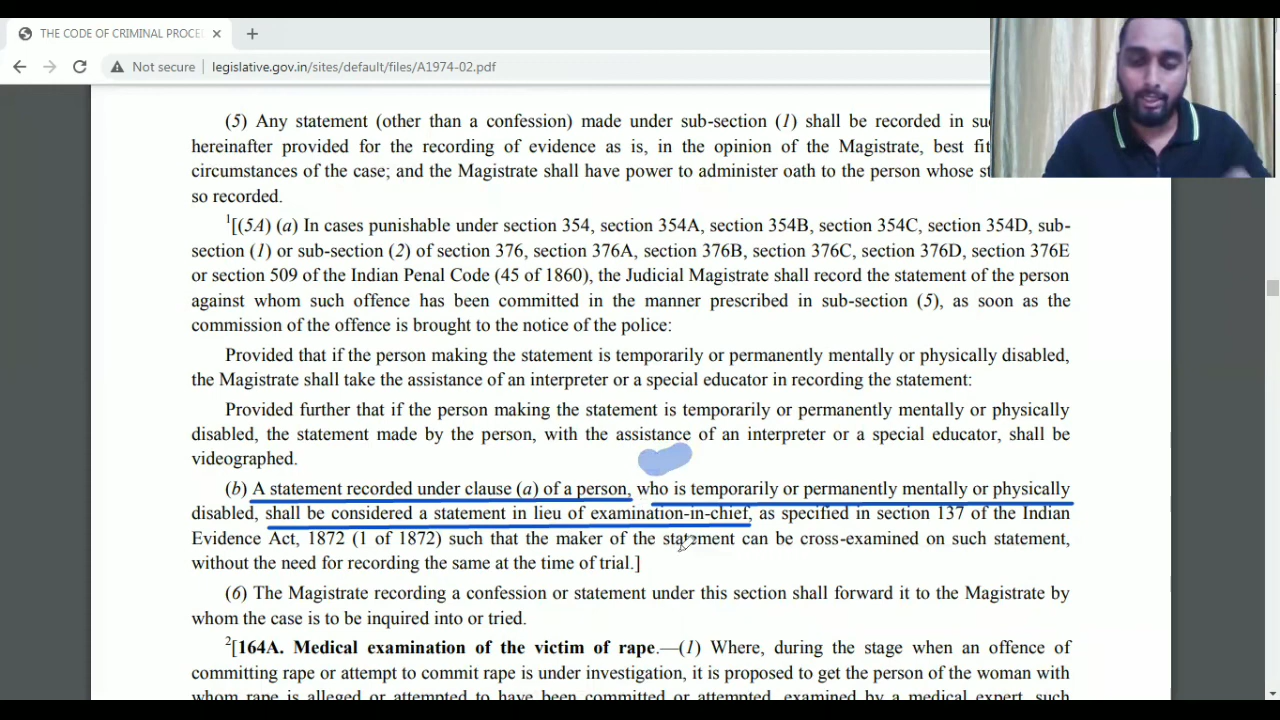 THE CODE OF CRIMINAL PROCE
Not secure
legislative.gov.in/sites/default/files/A1974-02.pdf
(5) Any statement (other than a confession) made under sub-section (1) shall be recorded in
hereinafter provided for the recording of evidence as is, in the opinion of the Magistrate, best
circumstances of the case; and the Magistrate shall have power to administer oath to the person whose
so recorded.
1[(5A) (a) In cases punishable under section 354, section 354A, section 354B, section 354C, section 354D, sub-
section (1) or sub-section (2) of section 376, section 376A, section 376B, section 376C, section 376D, section 376E
or section 509 of the Indian Penal Code (45 of 1860), the Judicial Magistrate shall record the statement of the person
against whom such offence has been committed in the manner prescribed in sub-section (5), as soon as the
commission of the offence is brought to the notice of the police:
Provided that if the person making the statement is temporarily or permanently mentally or physically disabled,
the Magistrate shall take the assistance of an interpreter or a special educator in recording the statement:
Provided further that if the person making the statement is temporarily or permanently mentally or physically
disabled, the statement made by the person, with the assistance of an interpreter or a special educator, shall be
videographed.
(b) A statement recorded under clause (a) of a person, who is temporarily or permanently mentally or physically
disabled, shall be considered a statement in lieu of examination-in-chief, as specified in section 137 of the Indian
Evidence Act, 1872 (1 of 1872) such that the maker of the statement can be cross-examined on such statement,
without the need for recording the same at the time of trial.]
(6) The Magistrate recording a confession or statement under this section shall forward it to the Magistrate by
whom the case is to be inquired into or tried.
2[164A. Medical examination of the victim of rape.—(1) Where, during the stage when an offence of
committing rape or attempt to commit rape is under investigation, it is proposed to get the person of the woman with
whom rape is alleged or attempted to have been committed or attempted, examined by a medical expert, such